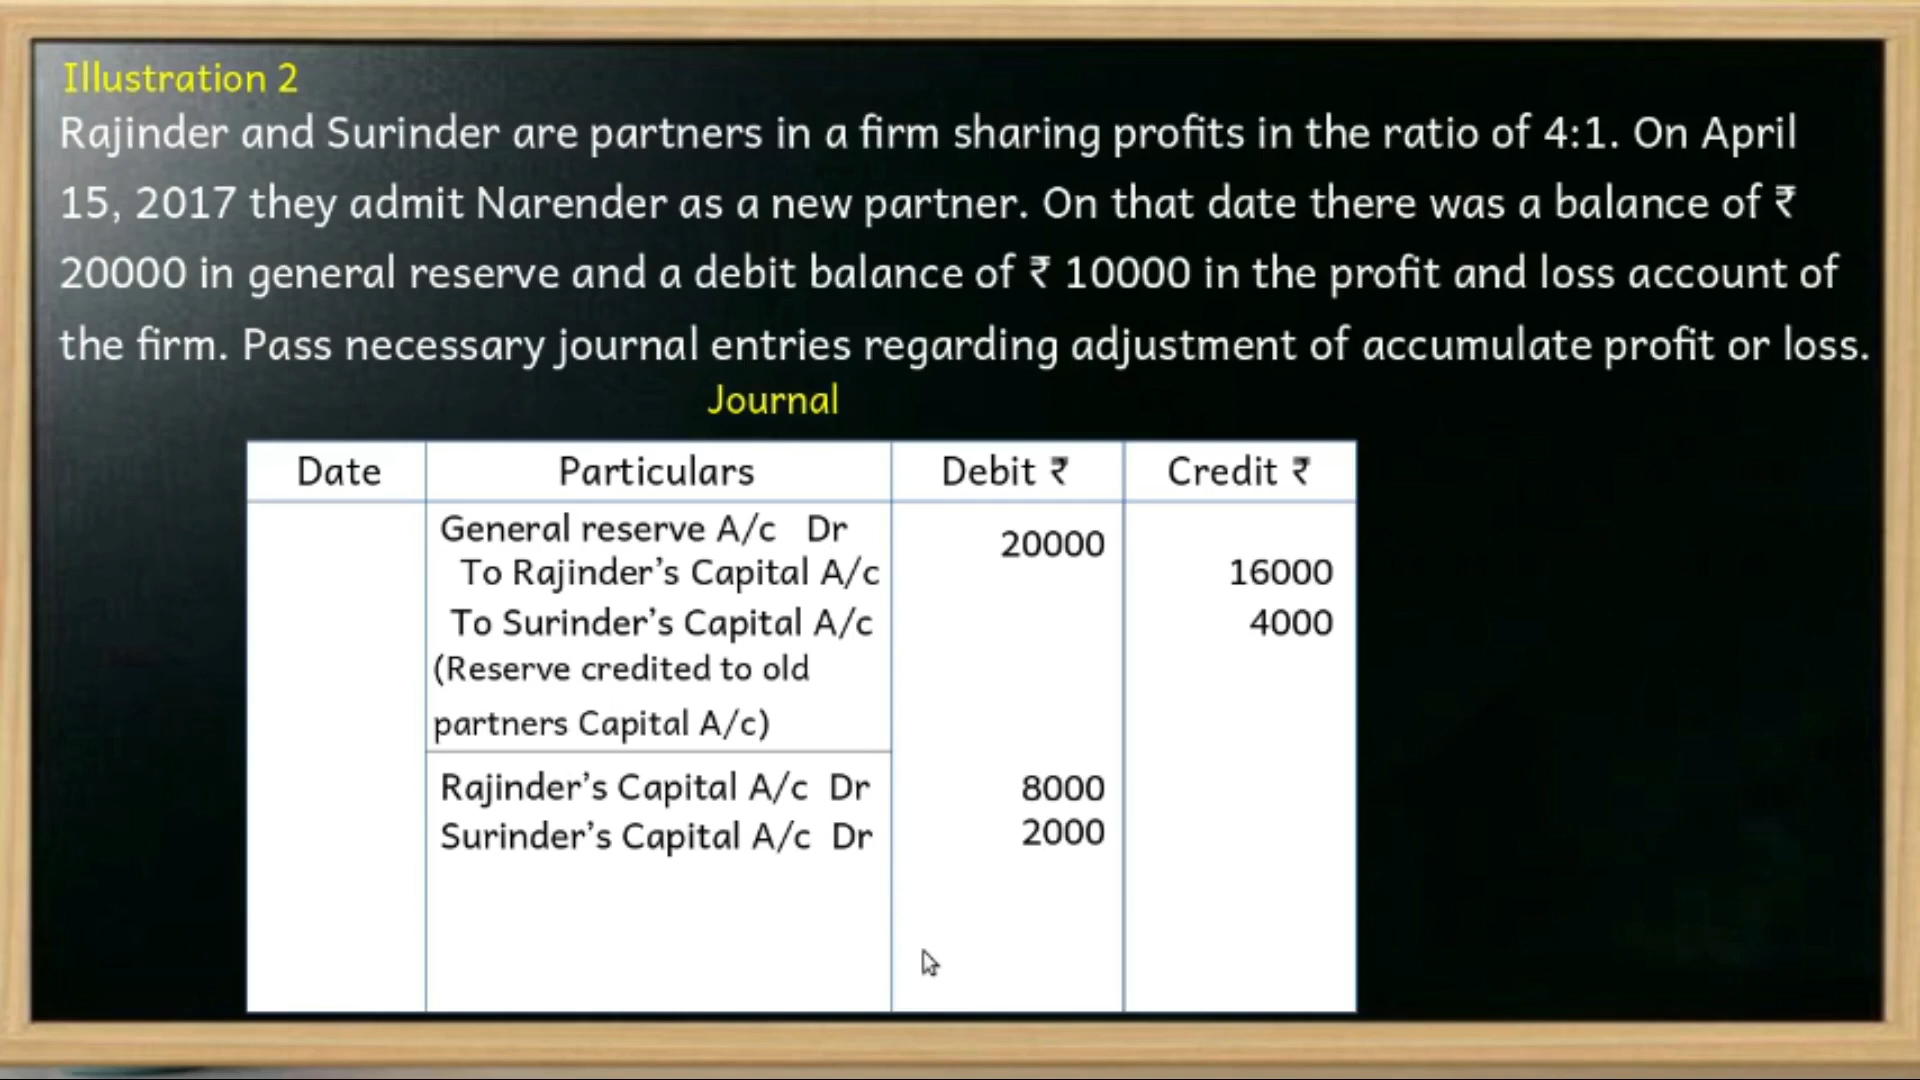 Illustration 2
Rajinder and Surinder are partners in a firm sharing profits in the ratio of 4:1. On April
15, 2017 they admit Narender as a new partner. On that date there was a balance of ₹
20000 in general reserve and a debit balance of ₹ 10000 in the profit and loss account of
the firm. Pass necessary journal entries regarding adjustment of accumulate profit or loss.
Journal
Date Particulars Debit ₹ Credit ₹
General reserve A/c Dr 20000
To Rajinder’s Capital A/c 16000
To Surinder’s Capital A/c 4000
(Reserve credited to old
partners Capital A/c)
Rajinder’s Capital A/c Dr 8000
Surinder’s Capital A/c Dr 2000